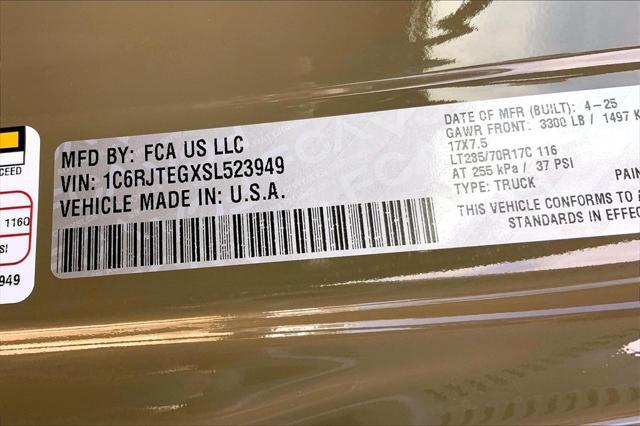 MFD BY: FCA US LLC
VIN: 1C6RJTEGXSL523949
VEHICLE MADE IN: U.S.A.
DATE OF MFR (BUILT): 4-25
GAWR FRONT: 3300 LB / 1497 K
17X7.5
LT285/70R17C 116
AT 255 kPa / 37 PSI
TYPE: TRUCK
PAIN
THIS VEHICLE CONFORMS TO ALL
STANDARDS IN EFFEC
CEED
116Q
SI
949